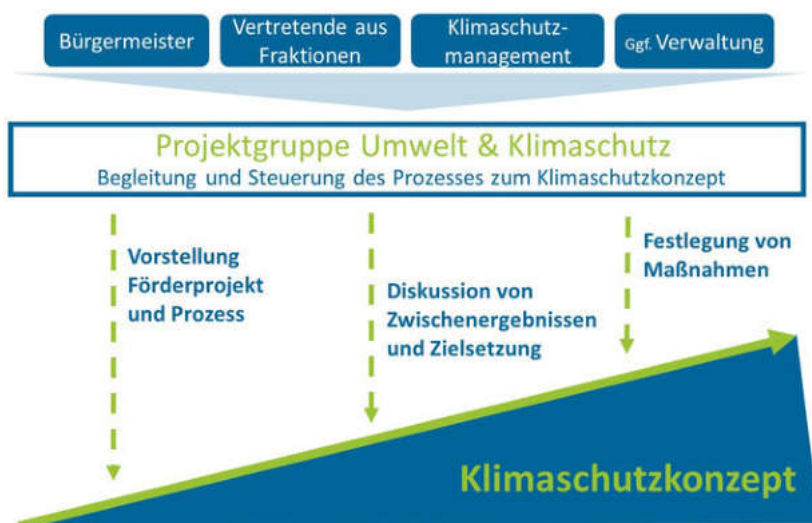 Bürgermeister
Vertretende aus
Fraktionen
Klimaschutz-
management
Ggf. Verwaltung
Projektgruppe Umwelt & Klimaschutz
Begleitung und Steuerung des Prozesses zum Klimaschutzkonzept
Vorstellung
Förderprojekt
und Prozess
Diskussion von
Zwischenergebnissen
und Zielsetzung
Festlegung von
Maßnahmen
Klimaschutzkonzept